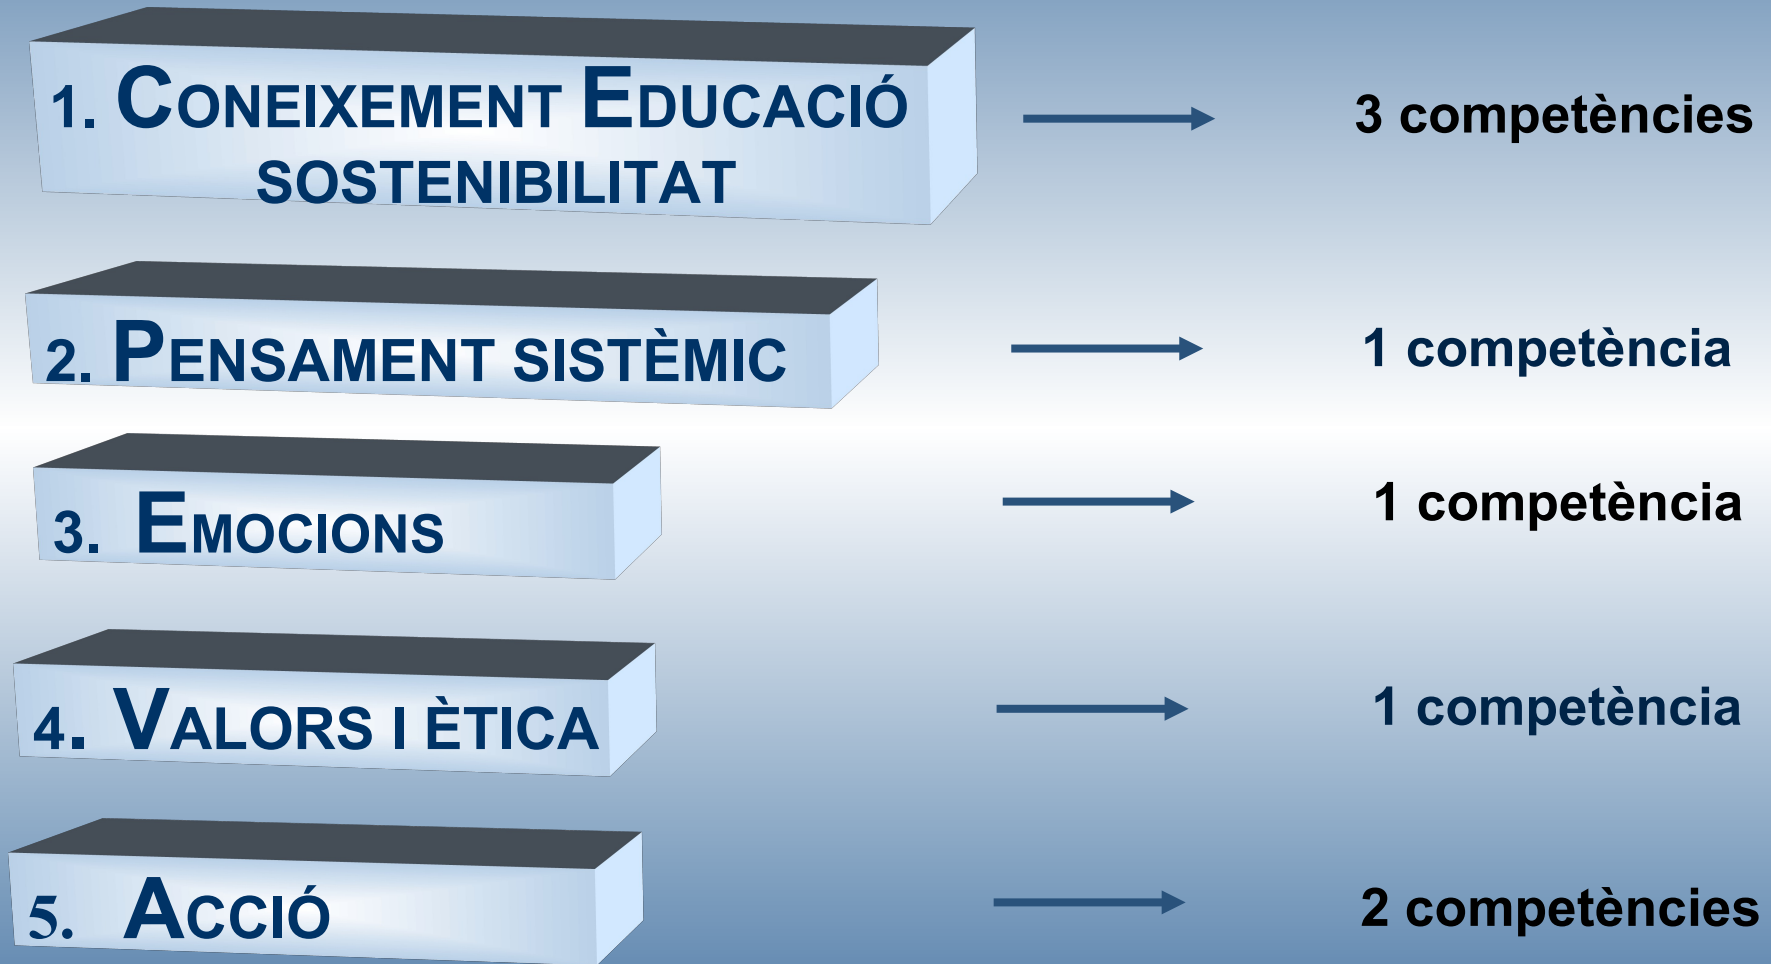 1. CONEIXEMENT EDUCACIÓ
SOSTENIBILITAT
3 competències
2. PENSAMENT SISTÈMIC
1 competència
3. EMOCIONS
1 competència
4. VALORS I ÈTICA
1 competència
5. ACCIÓ
2 competències